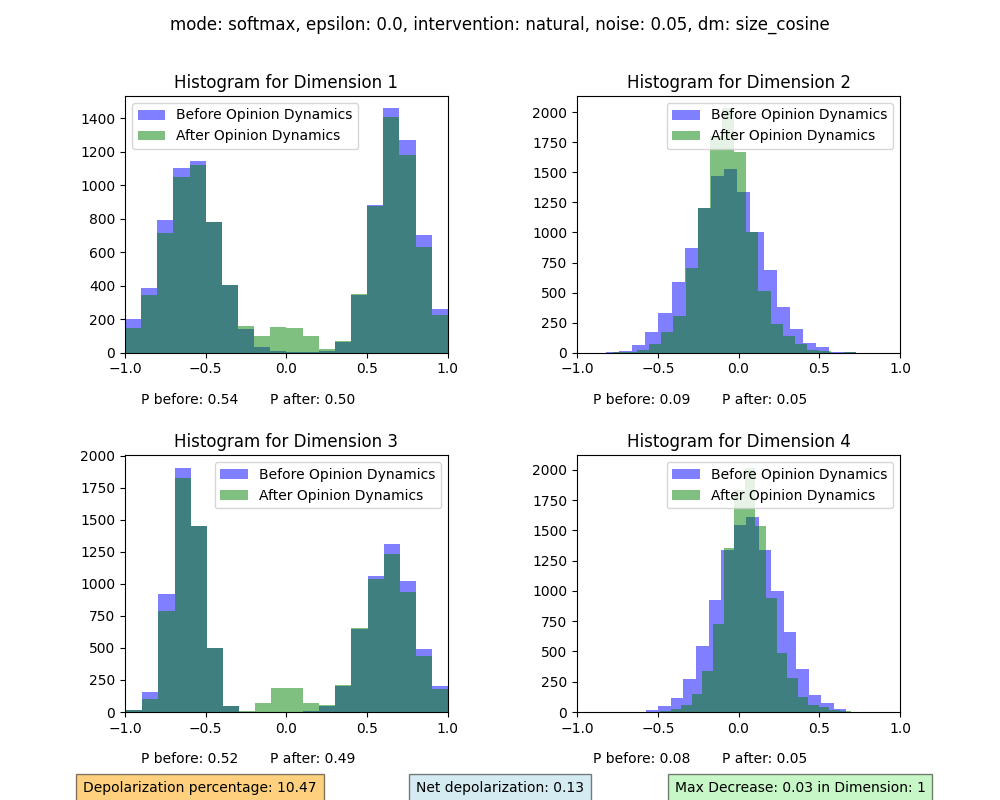 mode: softmax, epsilon: 0.0, intervention: natural, noise: 0.05, dm: size_cosine
Histogram for Dimension 1
Before Opinion Dynamics
After Opinion Dynamics
1400
1200
1000
800
600
400
200
0
−1.0 −0.5 0.0 0.5 1.0
P before: 0.54 P after: 0.50
Histogram for Dimension 2
Before Opinion Dynamics
After Opinion Dynamics
2000
1750
1500
1250
1000
750
500
250
0
−1.0 −0.5 0.0 0.5 1.0
P before: 0.09 P after: 0.05
Histogram for Dimension 3
Before Opinion Dynamics
After Opinion Dynamics
2000
1750
1500
1250
1000
750
500
250
0
−1.0 −0.5 0.0 0.5 1.0
P before: 0.52 P after: 0.49
Histogram for Dimension 4
Before Opinion Dynamics
After Opinion Dynamics
2000
1750
1500
1250
1000
750
500
250
0
−1.0 −0.5 0.0 0.5 1.0
P before: 0.08 P after: 0.05
Depolarization percentage: 10.47
Net depolarization: 0.13
Max Decrease: 0.03 in Dimension: 1